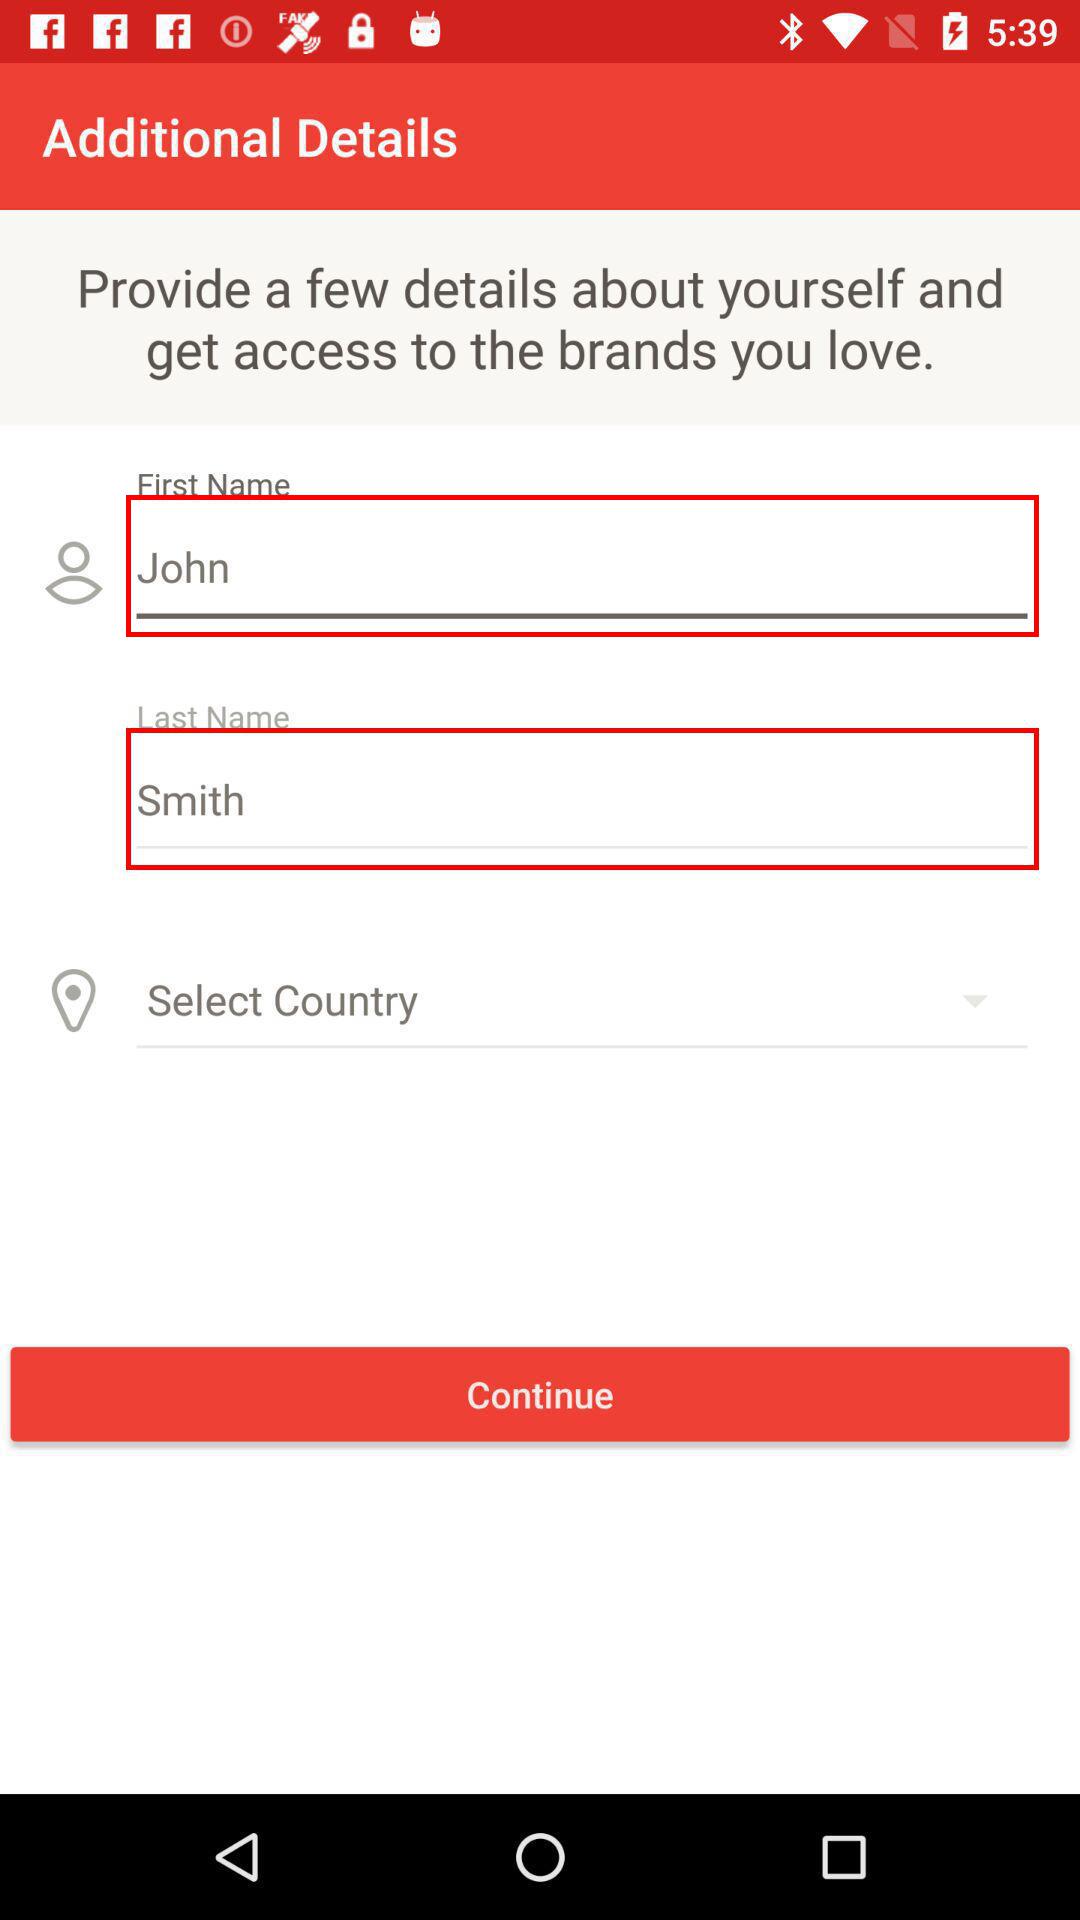 FAKE
5:39
Additional Details
Provide a few details about yourself and
get access to the brands you love.
First Name
John
Last Name
Smith
Select Country
Continue